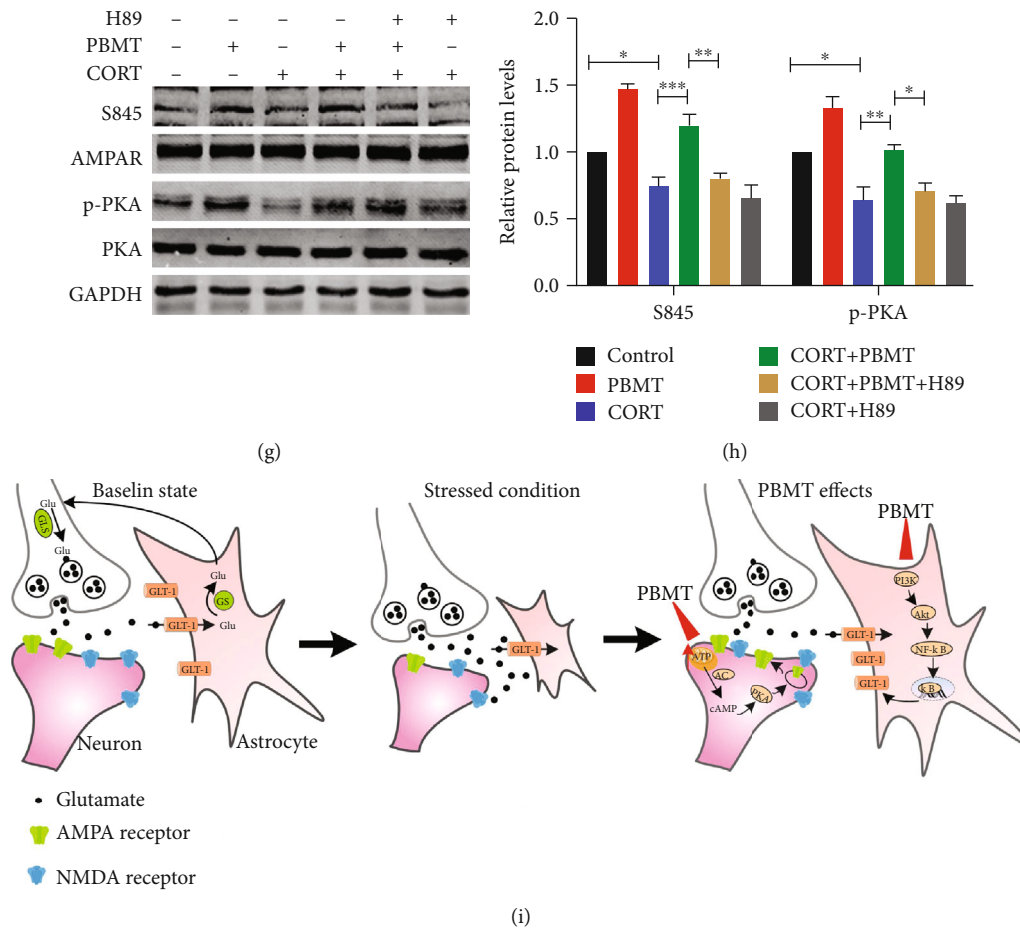 H89 – – – – + +
PBMT – + – + + –
CORT – – + + + +
S845
AMPAR
p-PKA
PKA
GAPDH
(g)
Relative protein levels
2.0
1.5
1.0
0.5
0.0
* *** ** * ** *
S845 p-PKA
Control
PBMT
CORT
CORT+PBMT
CORT+PBMT+H89
CORT+H89
(h)
Baselin state
Glu
GLS
Glu
Glu
GS
Glu
GLT-1
GLT-1
GLT-1
Neuron
Astrocyte
Stressed condition
GLT-1
PBMT effects
PBMT
PBMT
ATP
AC
cAMP
PKA
GLT-1
GLT-1
GLT-1
PI3K
Akt
NF-k B
k B
Glutamate
AMPA receptor
NMDA receptor
(i)